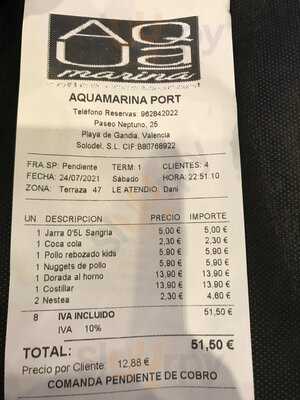 AQUA
marina
AQUAMARINA PORT
Teléfono Reservas: 962842022
Paseo Neptuno, 25
Playa de Gandia. Valencia
Solodel, S.L. CIF:B80768922
FRA.SP: Pendiente TERM: 1 CLIENTES: 4
FECHA: 24/07/2021 Sábado HORA: 22:51:10
ZONA: Terraza 47 LE ATENDIO: Dani
UN DESCRIPCION PRECIO IMPORTE
1 Jarra 0'5L Sangria 5,00 € 5,00 €
1 Coca cola 2,30 € 2,30 €
1 Pollo rebozado kids 5,90 € 5,90 €
1 Nuggets de pollo 5,90 € 5,90 €
1 Dorada al horno 13,90 € 13,90 €
1 Costillar 13,90 € 13,90 €
2 Nestea 2,30 € 4,60 €
8 IVA INCLUIDO 51,50 €
IVA 10%
TOTAL: 51,50 €
Precio por Cliente: 12,88 €
COMANDA PENDIENTE DE COBRO